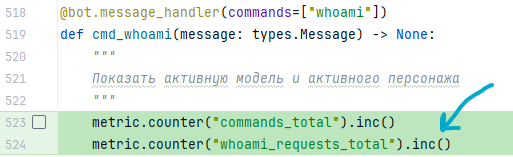 518 @bot.message_handler(commands=["whoami"])
519 def cmd_whoami(message: types.Message) -> None:
520 """
521 Показать активную модель и активного персонажа
522 """
523 metric.counter("commands_total").inc()
524 metric.counter("whoami_requests_total").inc()